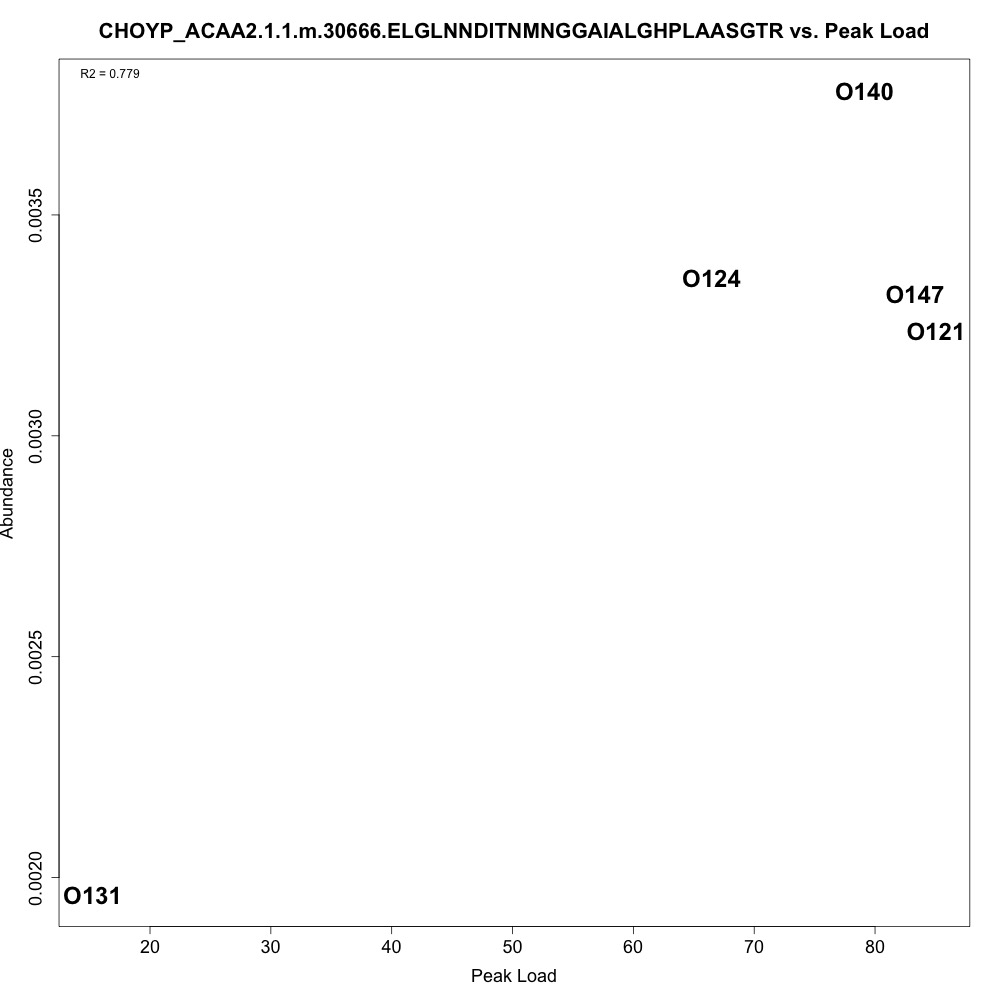 CHOYP_ACAA2.1.1.m.30666.ELGLNNDITNMNGGAIALGHPLAASGTR vs. Peak Load
R2 = 0.779
O140
0.0035
O124
O147
O121
0.0030
Abundance
0.0025
0.0020
O131
20 30 40 50 60 70 80
Peak Load